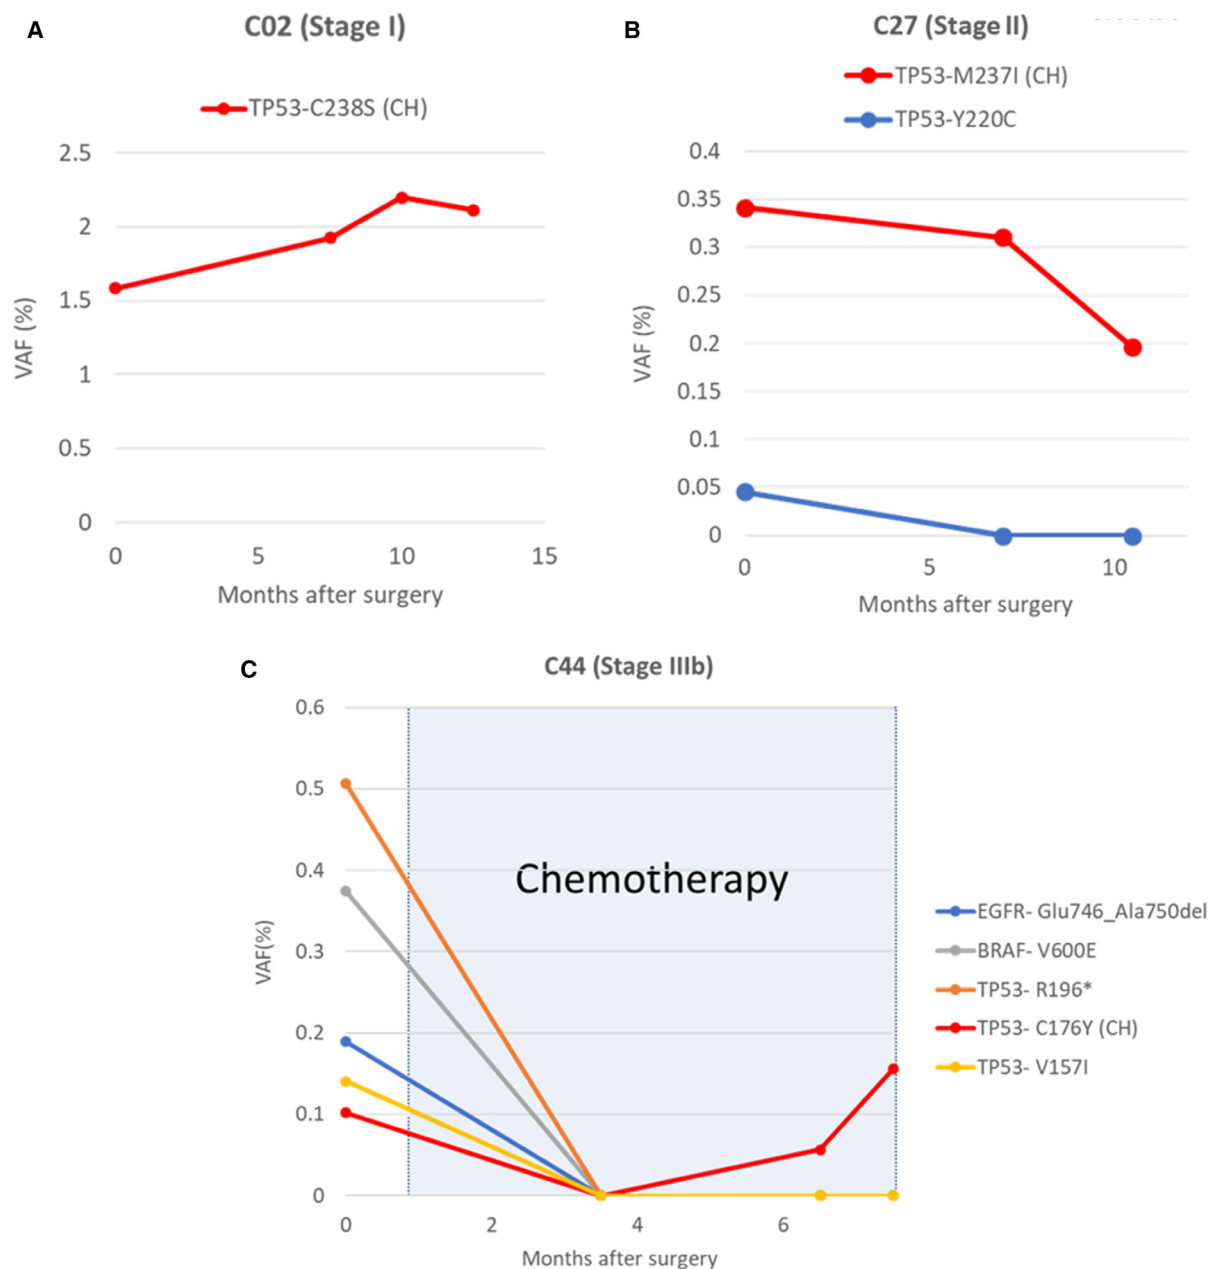 A
C02 (Stage I)
TP53-C238S (CH)
2.5
2
1.5
1
0.5
0
VAF (%)
0 5 10 15
Months after surgery
B
C27 (Stage II)
TP53-M237I (CH)
TP53-Y220C
0.4
0.35
0.3
0.25
0.2
0.15
0.1
0.05
0
VAF (%)
0 5 10
Months after surgery
C
C44 (Stage IIIb)
0.6
0.5
0.4
0.3
0.2
0.1
0
VAF(%)
Chemotherapy
0 2 4 6
Months after surgery
EGFR- Glu746_Ala750del
BRAF- V600E
TP53- R196*
TP53- C176Y (CH)
TP53- V157I